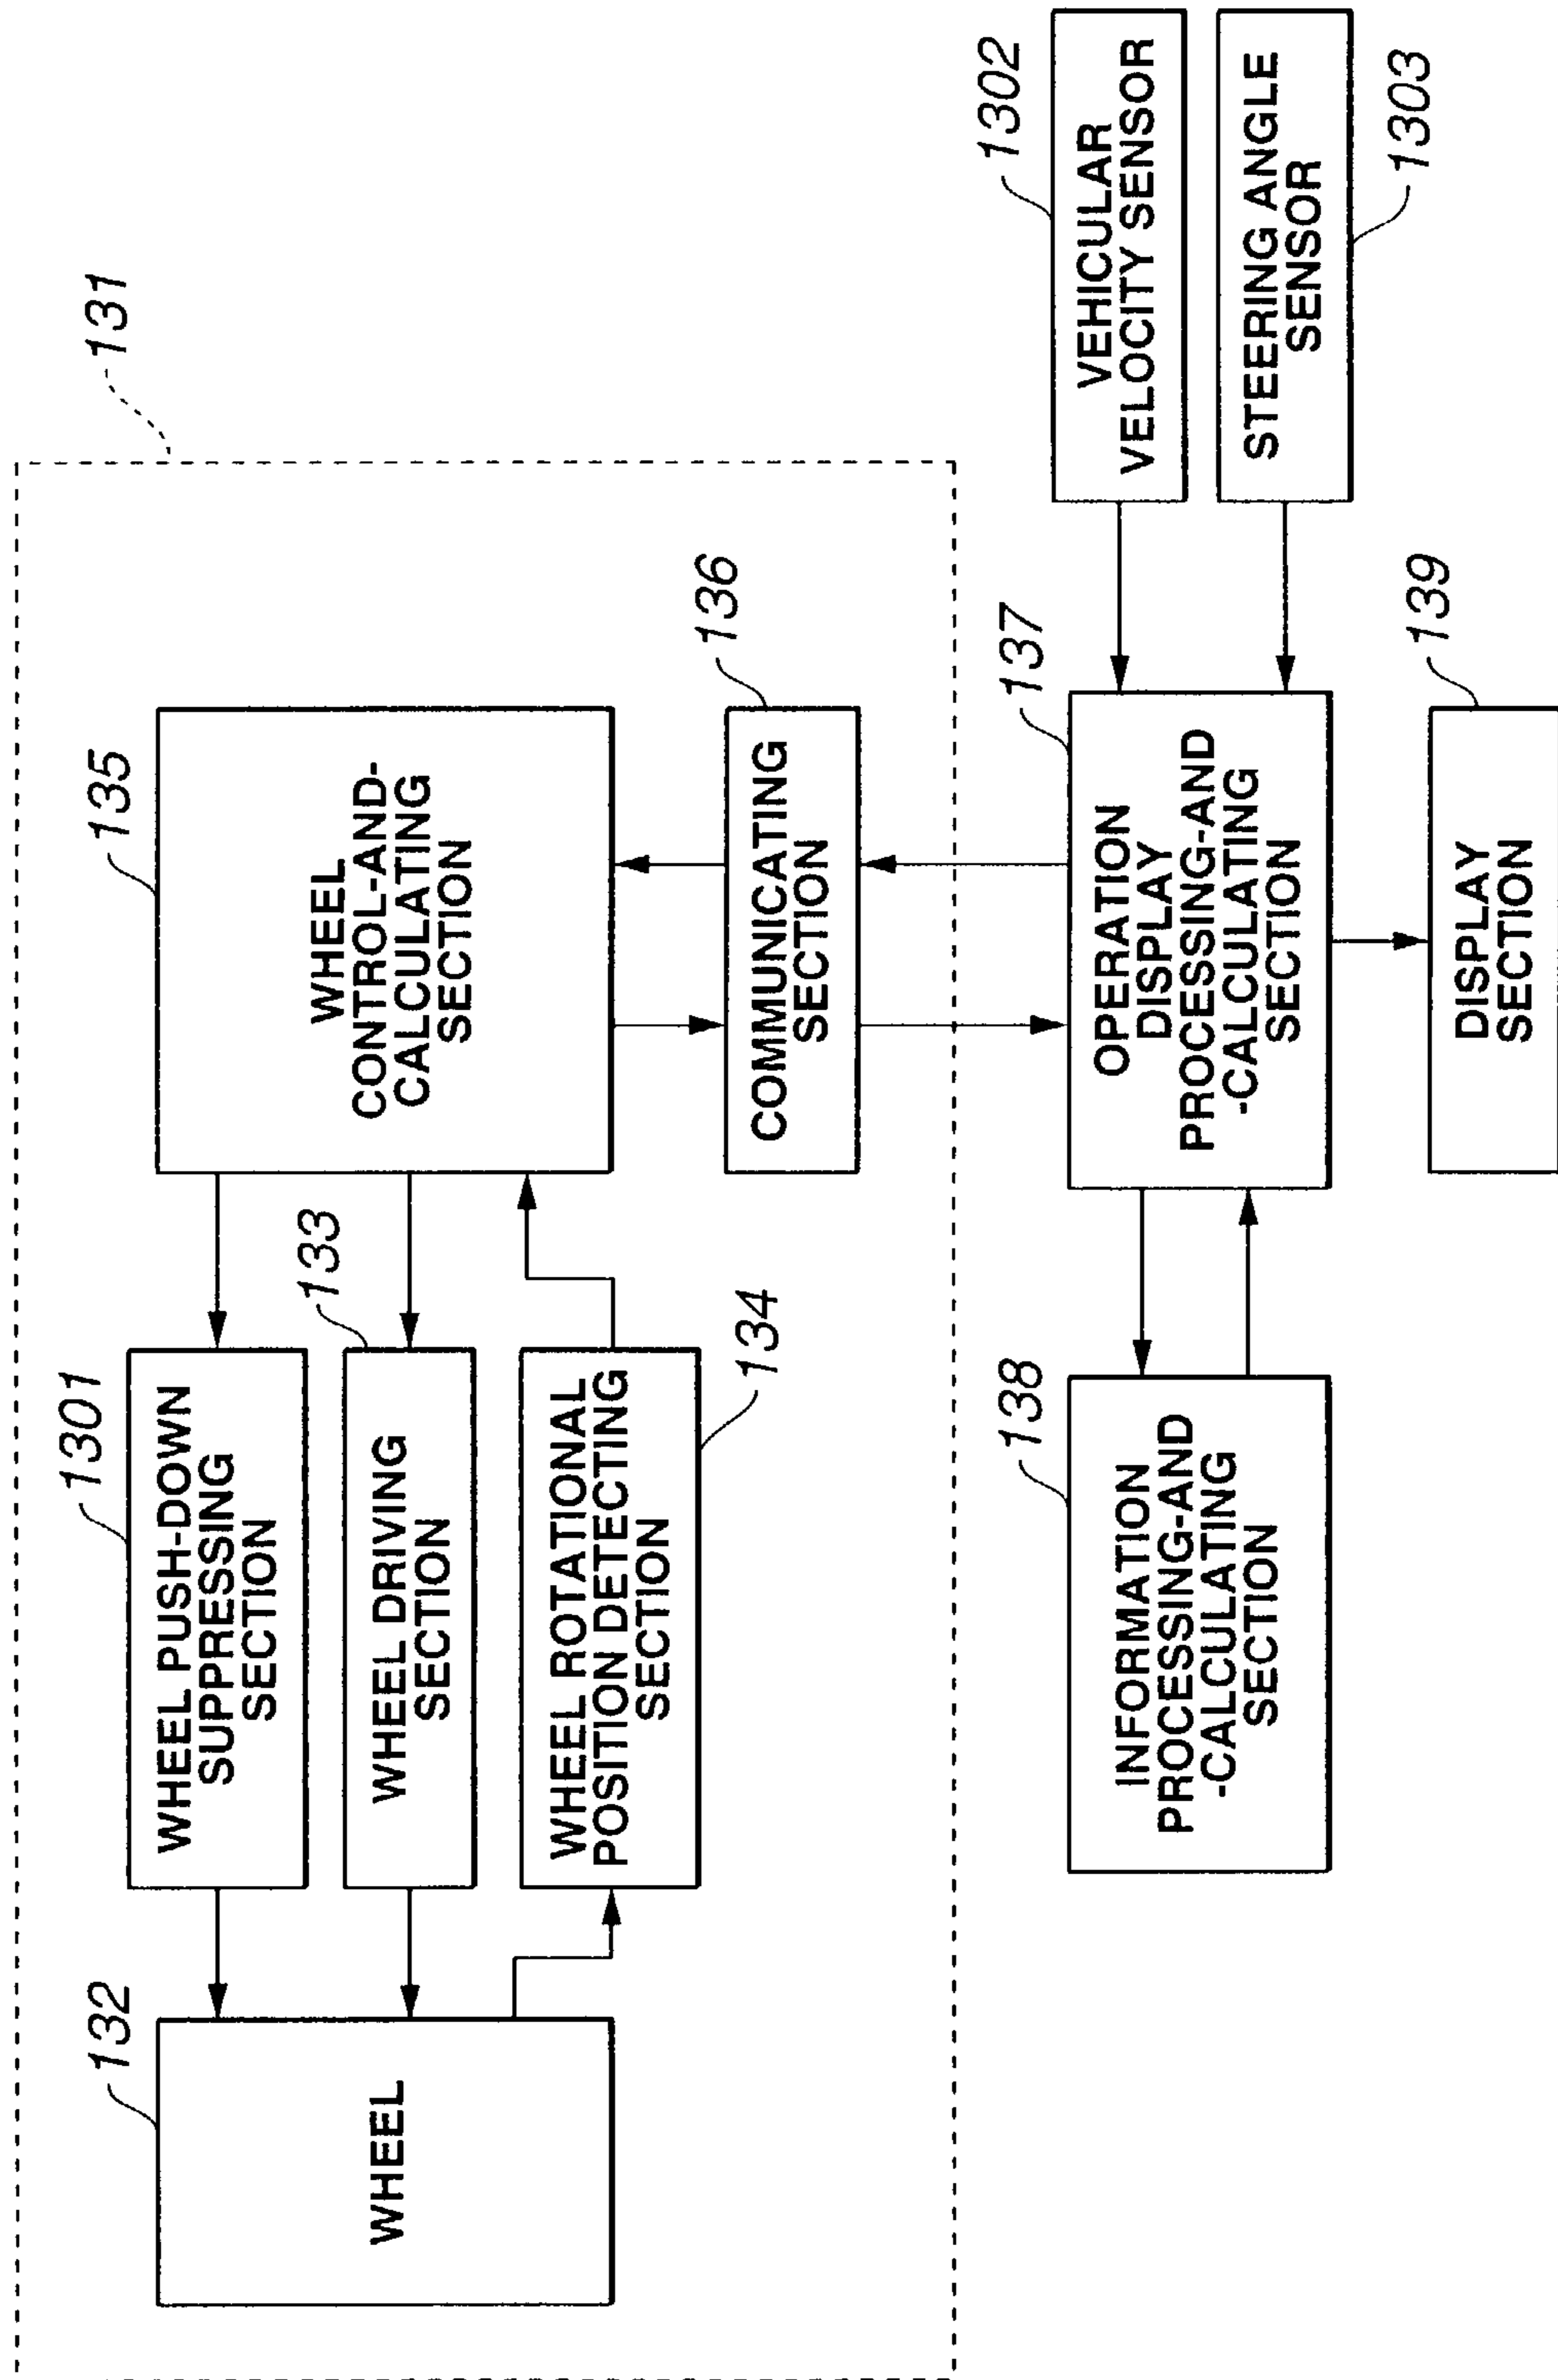 131
132
WHEEL
1301
WHEEL PUSH-DOWN
SUPPRESSING
SECTION
133
WHEEL DRIVING
SECTION
WHEEL ROTATIONAL
POSITION DETECTING
SECTION
134
135
WHEEL
CONTROL-AND-
CALCULATING
SECTION
136
COMMUNICATING
SECTION
138
INFORMATION
PROCESSING-AND
-CALCULATING
SECTION
137
OPERATION
DISPLAY
PROCESSING-AND
-CALCULATING
SECTION
1302
VEHICULAR
VELOCITY SENSOR
STEERING ANGLE
SENSOR
1303
139
DISPLAY
SECTION